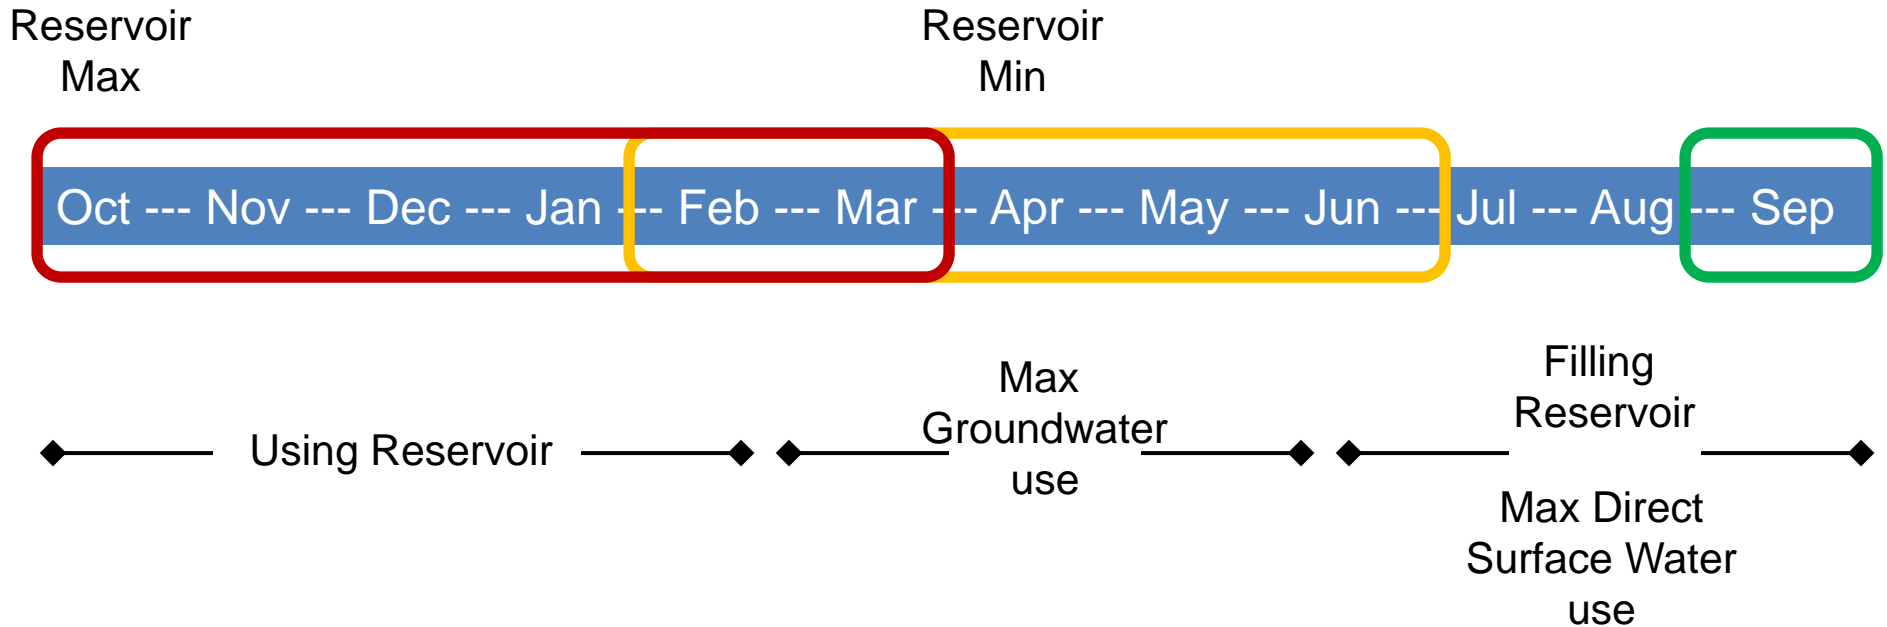 Reservoir
Max
Reservoir
Min
Oct --- Nov --- Dec --- Jan --- Feb --- Mar --- Apr --- May --- Jun --- Jul --- Aug --- Sep
Using Reservoir
Max
Groundwater
use
Filling
Reservoir
Max Direct
Surface Water
use